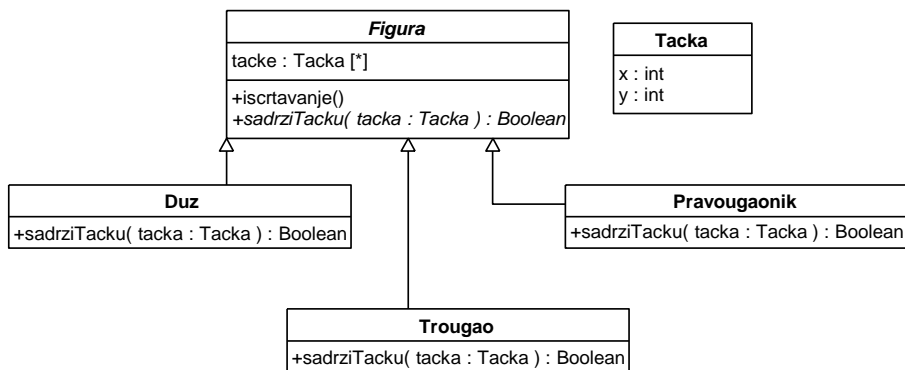 Figura
tacke : Tacka [*]
+iscrtavanje()
+sadrziTacku( tacka : Tacka ) : Boolean
Tacka
x : int
y : int
Duz
+sadrziTacku( tacka : Tacka ) : Boolean
Pravougaonik
+sadrziTacku( tacka : Tacka ) : Boolean
Trougao
+sadrziTacku( tacka : Tacka ) : Boolean